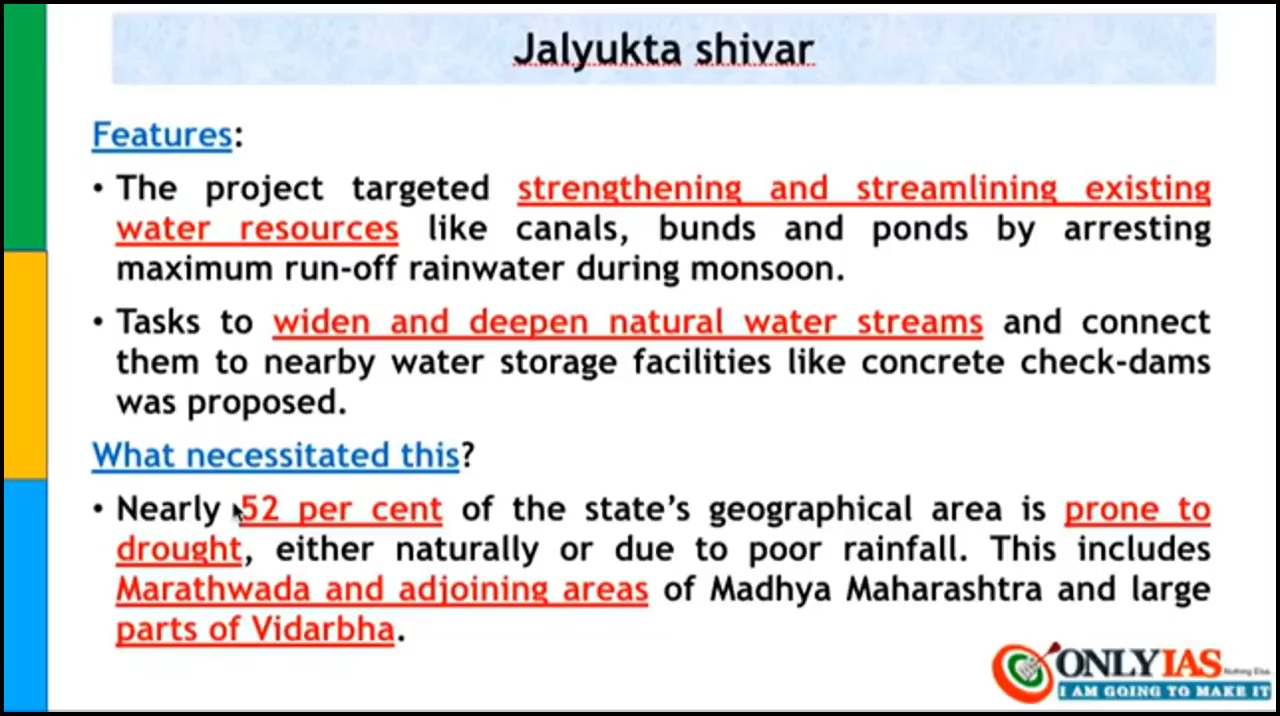 Jalyukta shivar
Features:
• The project targeted strengthening and streamlining existing
water resources like canals, bunds and ponds by arresting
maximum run-off rainwater during monsoon.
• Tasks to widen and deepen natural water streams and connect
them to nearby water storage facilities like concrete check-dams
was proposed.
What necessitated this?
• Nearly 52 per cent of the state's geographical area is prone to
drought, either naturally or due to poor rainfall. This includes
Marathwada and adjoining areas of Madhya Maharashtra and large
parts of Vidarbha.
ONLYIAS Nothing Else
I AM GOING TO MAKE IT